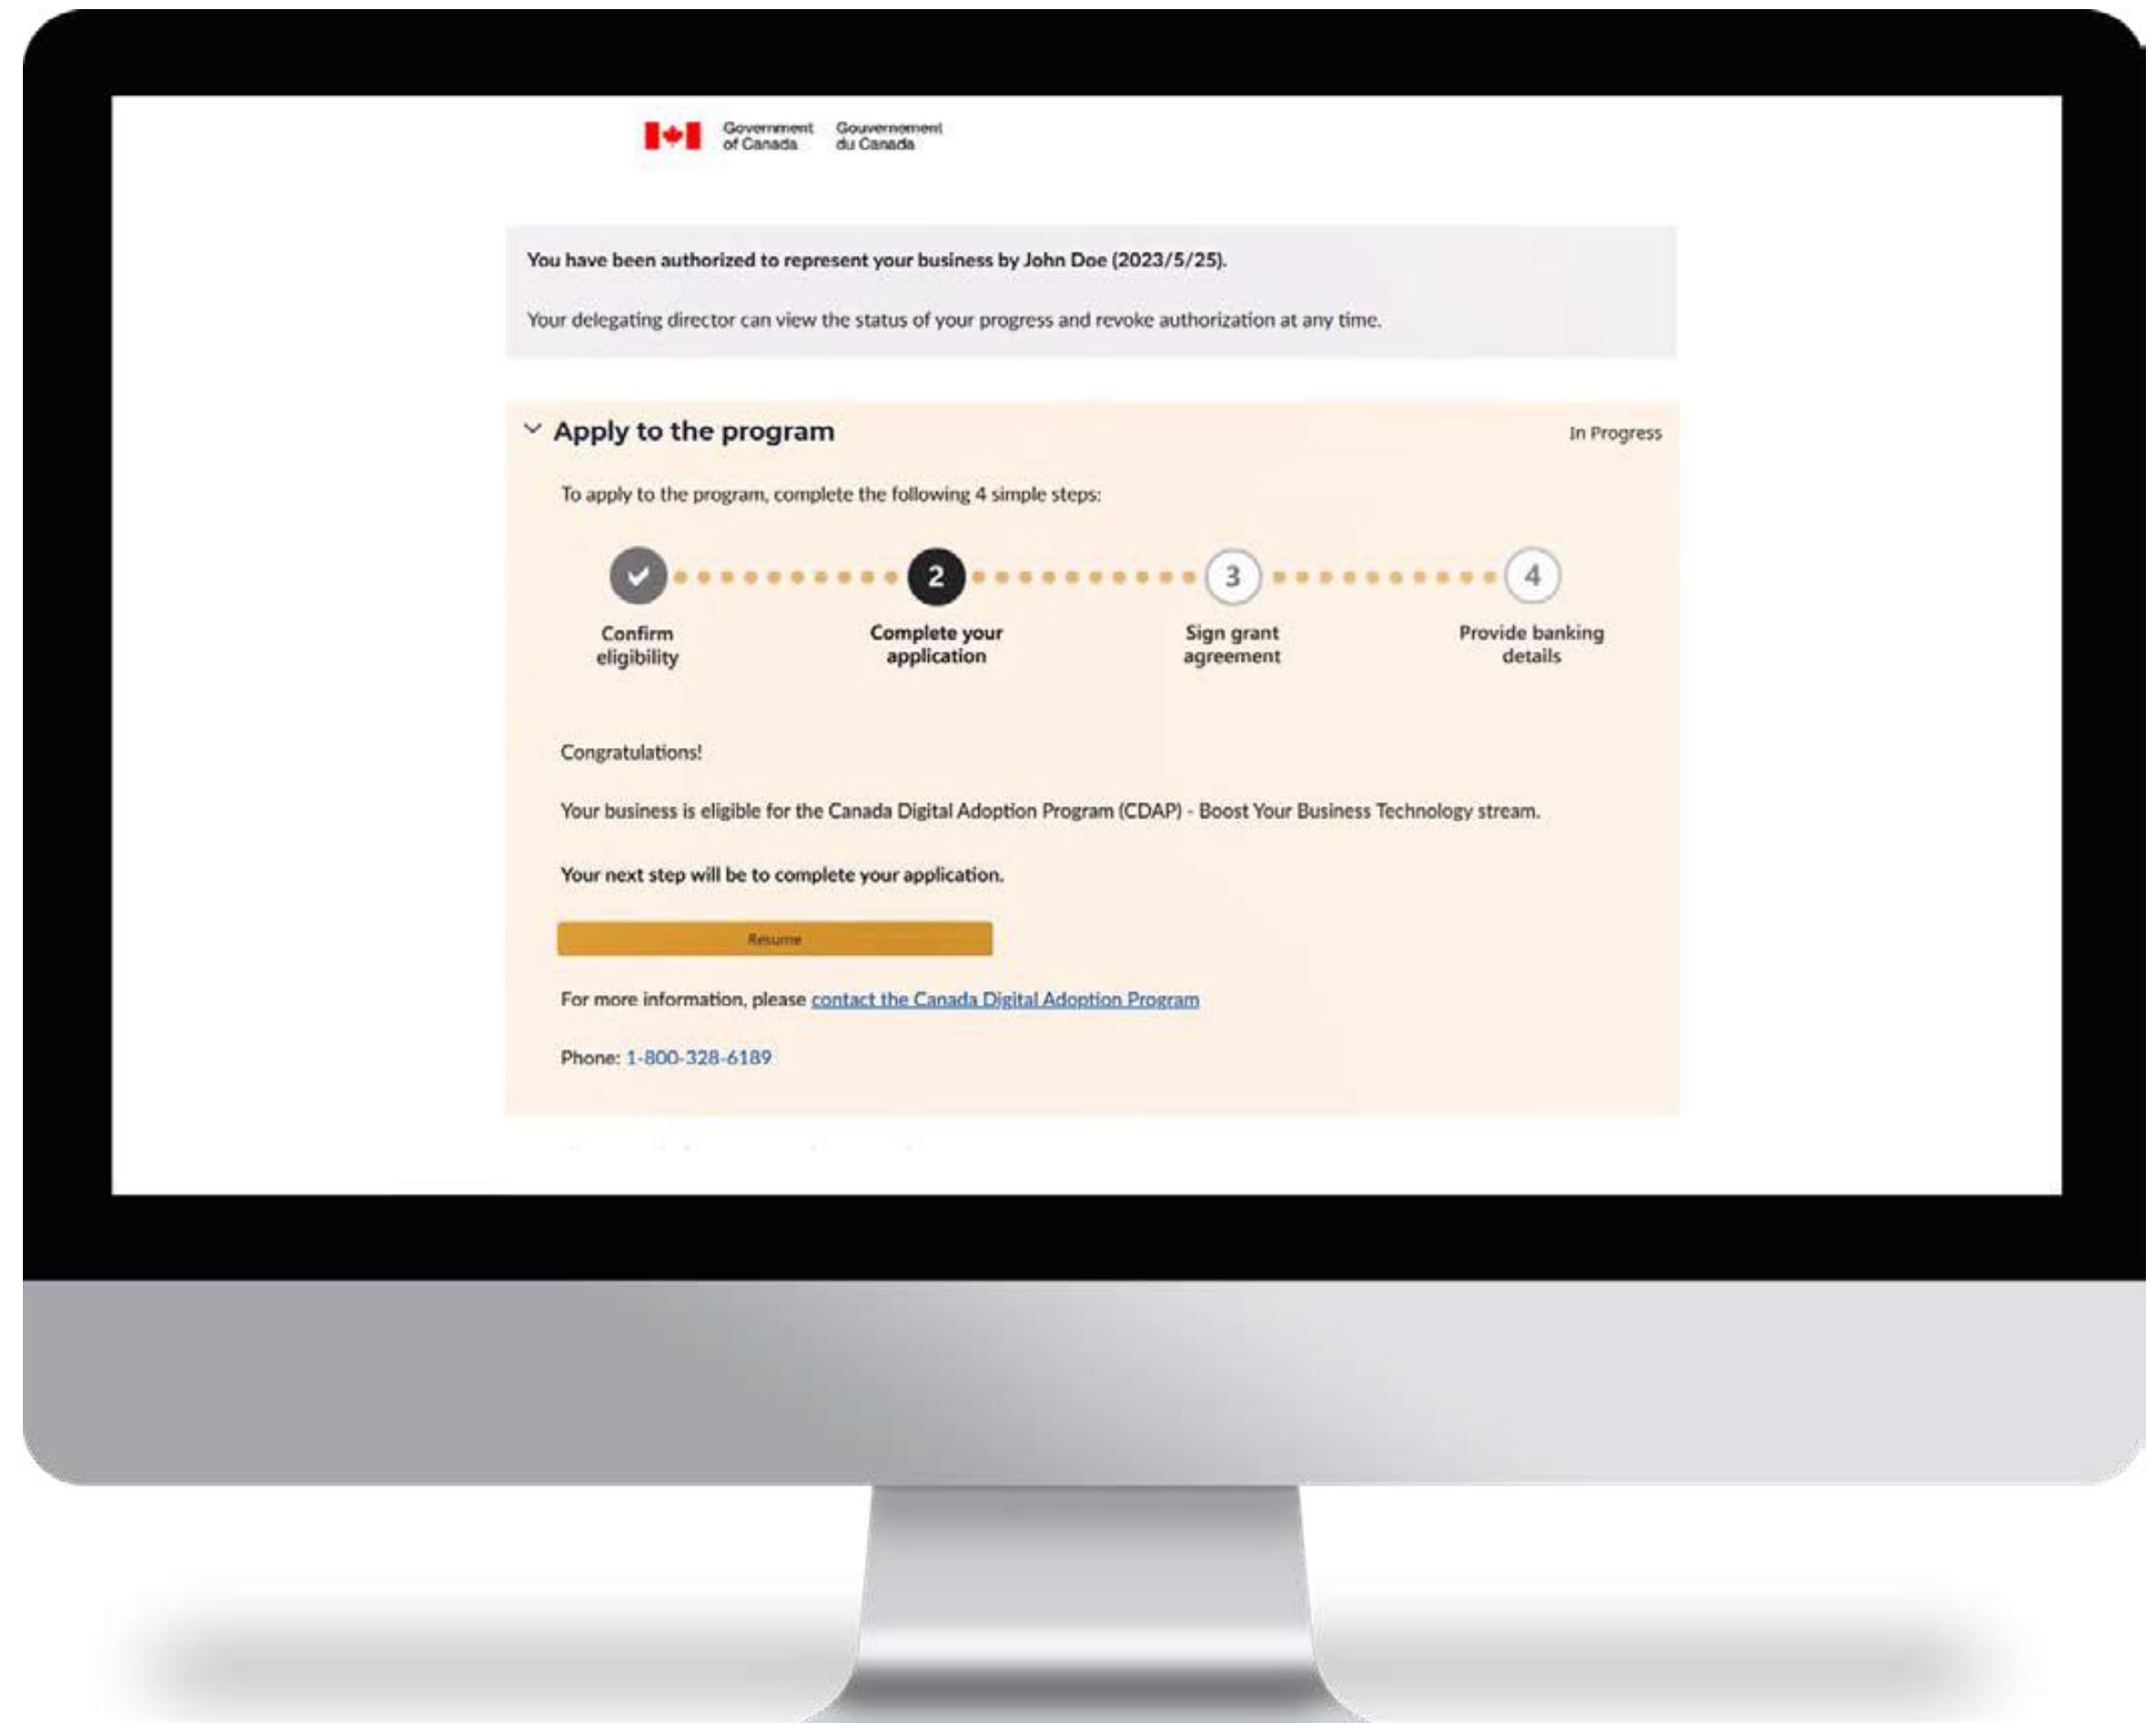 Government of Canada
Gouvernement du Canada
You have been authorized to represent your business by John Doe (2023/5/25).
Your delegating director can view the status of your progress and revoke authorization at any time.
Apply to the program
In Progress
To apply to the program, complete the following 4 simple steps:
2
3
4
Confirm eligibility
Complete your application
Sign grant agreement
Provide banking details
Congratulations!
Your business is eligible for the Canada Digital Adoption Program (CDAP) - Boost Your Business Technology stream.
Your next step will be to complete your application.
Resume
For more information, please contact the Canada Digital Adoption Program
Phone: 1-800-328-6189